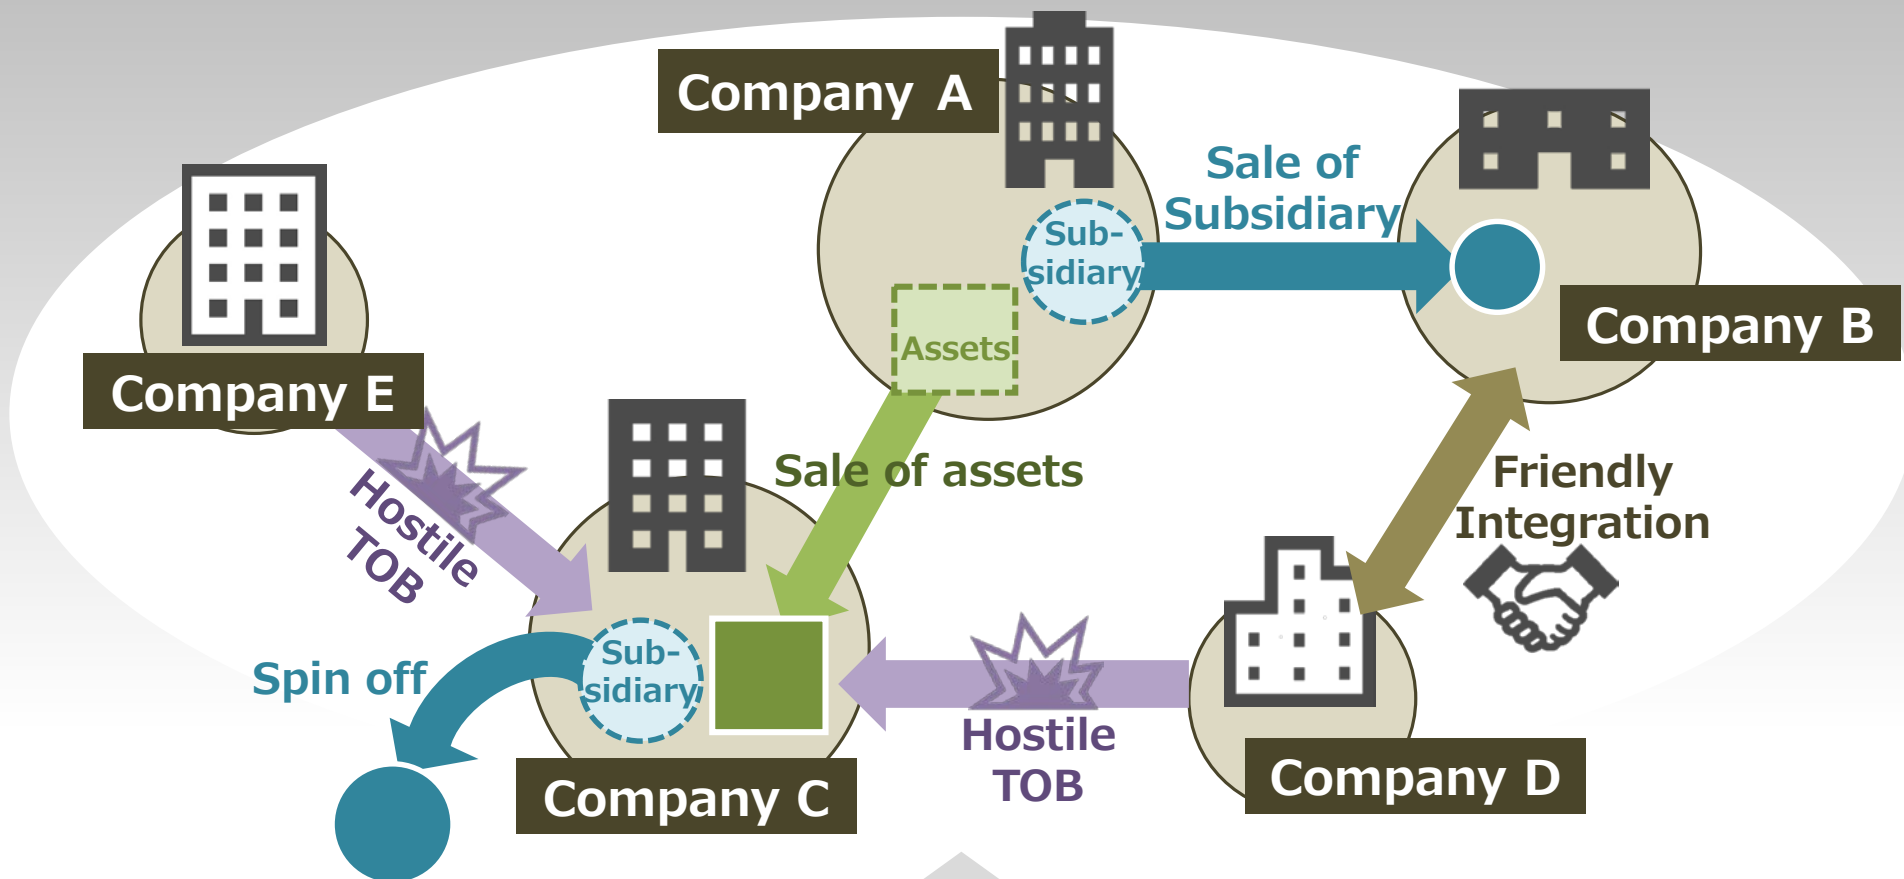 Company A
Sale of
Subsidiary
Sub-
sidiary
Company B
Assets
Company E
Sale of assets
Hostile
TOB
Friendly
Integration
Spin off
Sub-
sidiary
Hostile
TOB
Company C
Company D